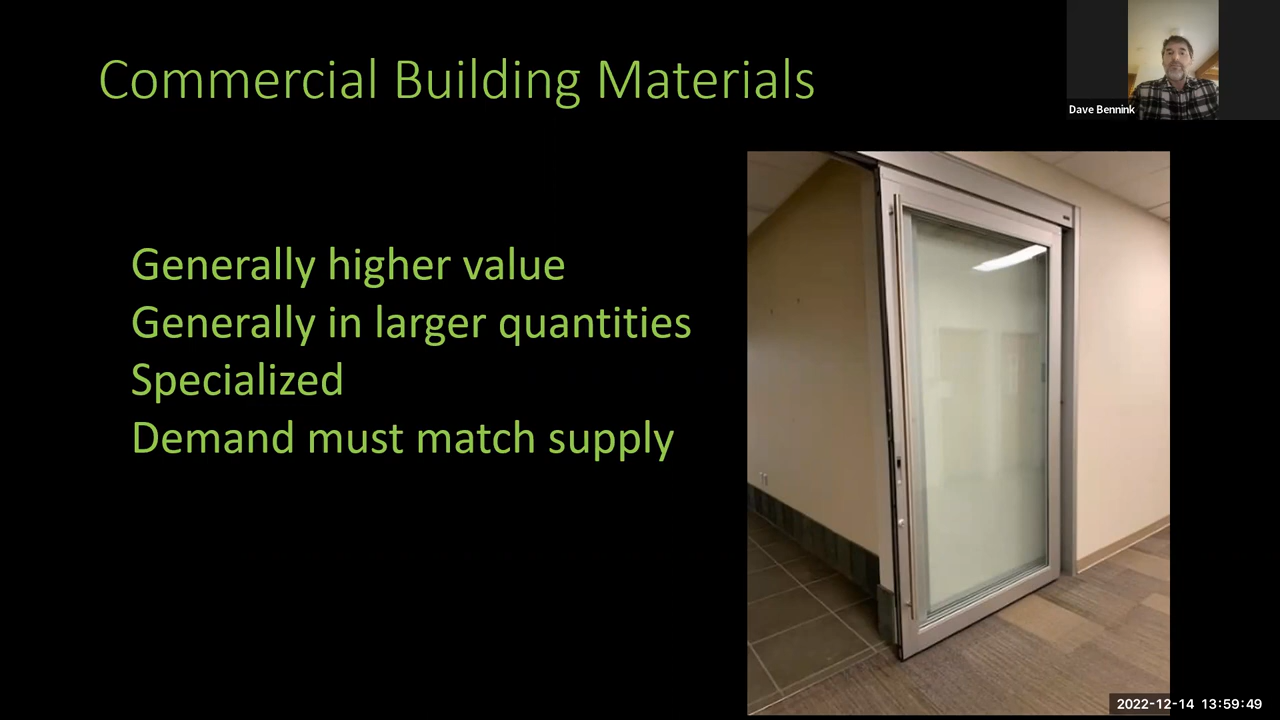 Commercial Building Materials
Dave Bennink
Generally higher value
Generally in larger quantities
Specialized
Demand must match supply
2022-12-14 13:59:49